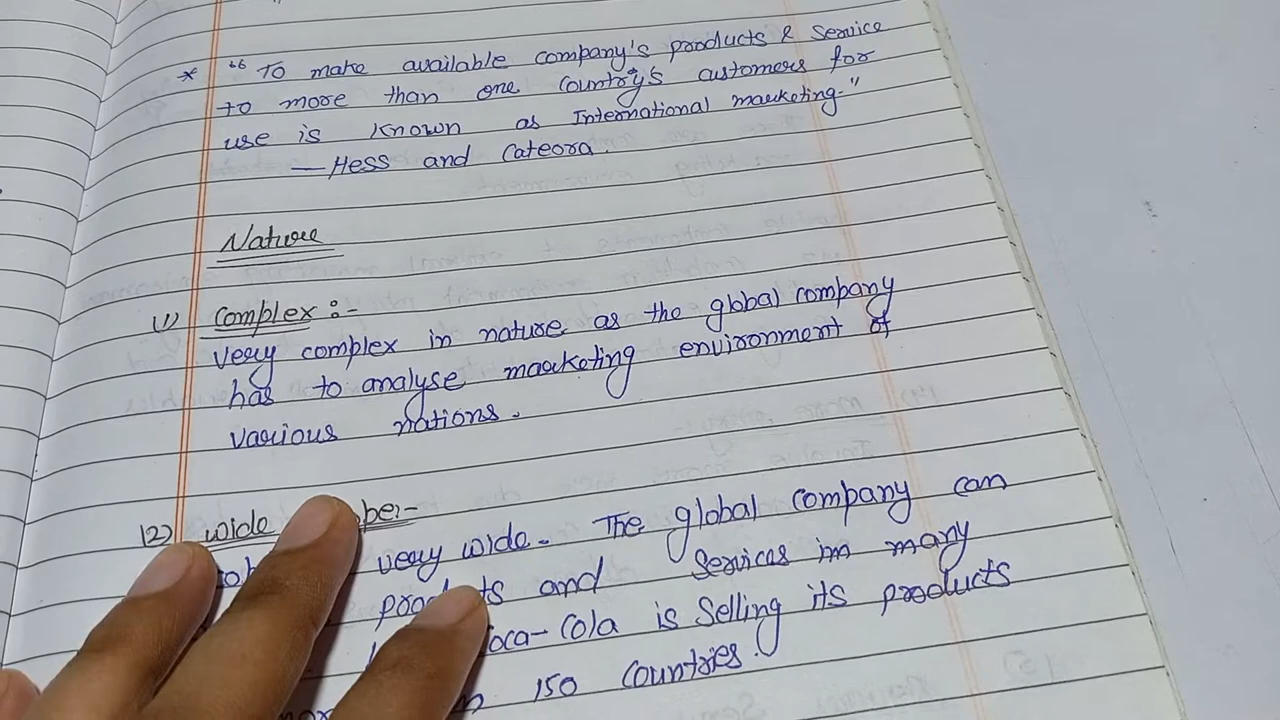 * "To make available company's products & service
to more than one country's customers for
use is known as International marketing."
— Hess and Cateora.
Nature
(1) Complex :-
very complex in nature as the global company
has to analyse marketing environment of
various nations.
(2) wide
very wide. The global company can
products and services in many
Coca-Cola is selling its products
150 countries.